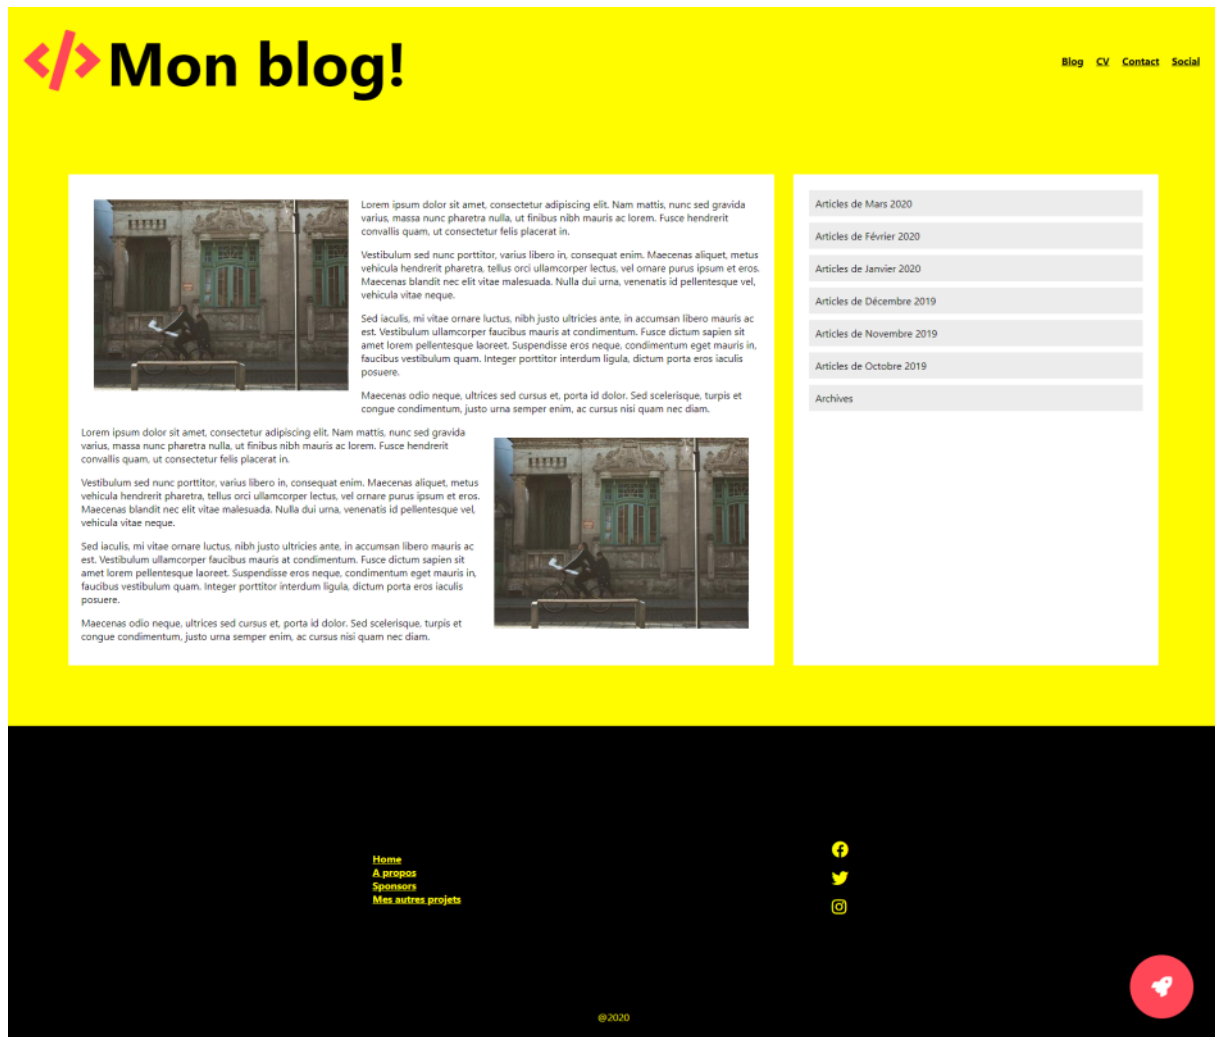 </> Mon blog!
Blog CV Contact Social
Lorem ipsum dolor sit amet, consectetur adipiscing elit. Nam mattis, nunc sed gravida
varius, massa nunc pharetra nulla, ut finibus nibh mauris ac lorem. Fusce hendrerit
convallis quam, ut consectetur felis placerat in.
Vestibulum sed nunc porttitor, varius libero in, consequat enim. Maecenas aliquet, metus
vehicula hendrerit pharetra, tellus orci ullamcorper lectus, vel ornare purus ipsum et eros.
Maecenas blandit nec elit vitae malesuada. Nulla dui urna, venenatis id pellentesque vel,
vehicula vitae neque.
Sed iaculis, mi vitae ornare luctus, nibh justo ultricies ante, in accumsan libero mauris ac
est. Vestibulum ullamcorper faucibus mauris at condimentum. Fusce dictum sapien sit
amet lorem pellentesque laoreet. Suspendisse eros neque, condimentum eget mauris in,
faucibus vestibulum quam. Integer porttitor interdum ligula, dictum porta eros iaculis
posuere.
Maecenas odio neque, ultrices sed cursus et, porta id dolor. Sed scelerisque, turpis et
congue condimentum, justo urna semper enim, ac cursus nisi quam nec diam.
Lorem ipsum dolor sit amet, consectetur adipiscing elit. Nam mattis, nunc sed gravida
varius, massa nunc pharetra nulla, ut finibus nibh mauris ac lorem. Fusce hendrerit
convallis quam, ut consectetur felis placerat in.
Vestibulum sed nunc porttitor, varius libero in, consequat enim. Maecenas aliquet, metus
vehicula hendrerit pharetra, tellus orci ullamcorper lectus, vel ornare purus ipsum et eros.
Maecenas blandit nec elit vitae malesuada. Nulla dui urna, venenatis id pellentesque vel,
vehicula vitae neque.
Sed iaculis, mi vitae ornare luctus, nibh justo ultricies ante, in accumsan libero mauris ac
est. Vestibulum ullamcorper faucibus mauris at condimentum. Fusce dictum sapien sit
amet lorem pellentesque laoreet. Suspendisse eros neque, condimentum eget mauris in,
faucibus vestibulum quam. Integer porttitor interdum ligula, dictum porta eros iaculis
posuere.
Maecenas odio neque, ultrices sed cursus et, porta id dolor. Sed scelerisque, turpis et
congue condimentum, justo urna semper enim, ac cursus nisi quam nec diam.
Articles de Mars 2020
Articles de Février 2020
Articles de Janvier 2020
Articles de Décembre 2019
Articles de Novembre 2019
Articles de Octobre 2019
Archives
Home
A propos
Sponsors
Mes autres projets
@2020